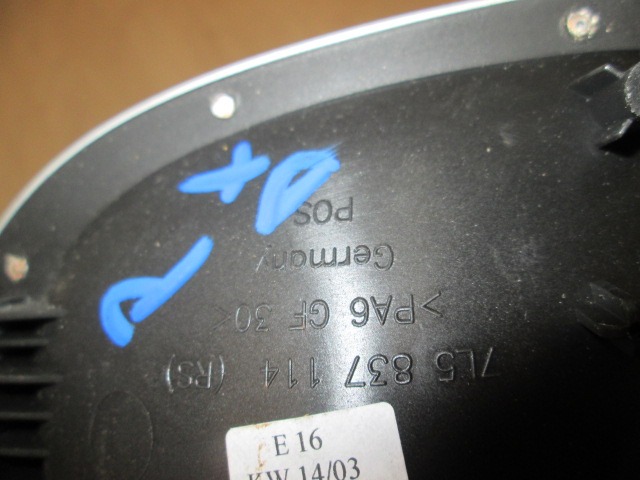 7L5 837 114 (RS)
>PA6 GF 30<
Germany
POS
E 16
KW 14/03